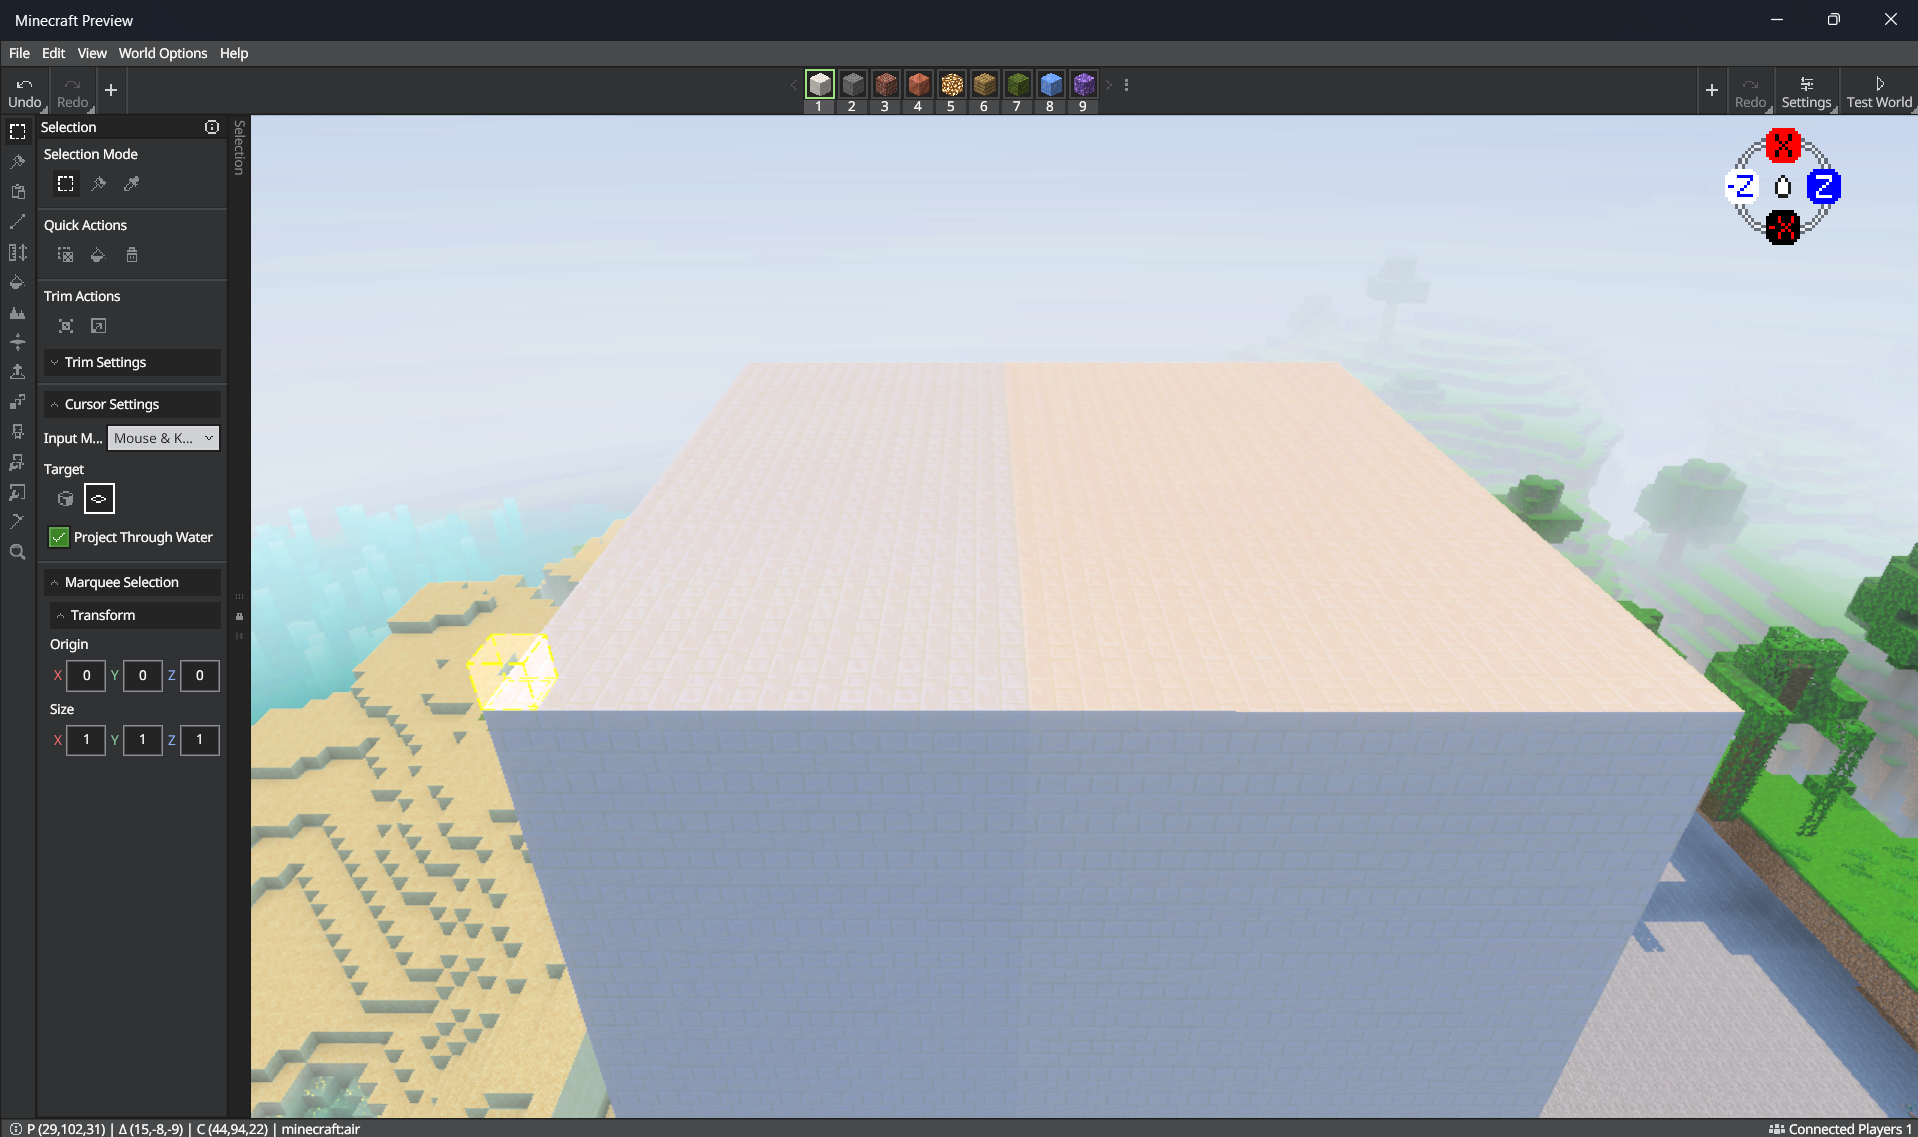 Minecraft Preview
File Edit View World Options Help
Undo Redo
1 2 3 4 5 6 7 8 9
Redo Settings Test World
Selection
Selection
Selection Mode
Quick Actions
Trim Actions
Trim Settings
Cursor Settings
Input M... Mouse & K...
Target
Project Through Water
Marquee Selection
Transform
Origin
X 0 Y 0 Z 0
Size
X 1 Y 1 Z 1
X
-Z Z
-X
P (29,102,31) | Δ (15,-8,-9) | C (44,94,22) | minecraft:air
Connected Players 1